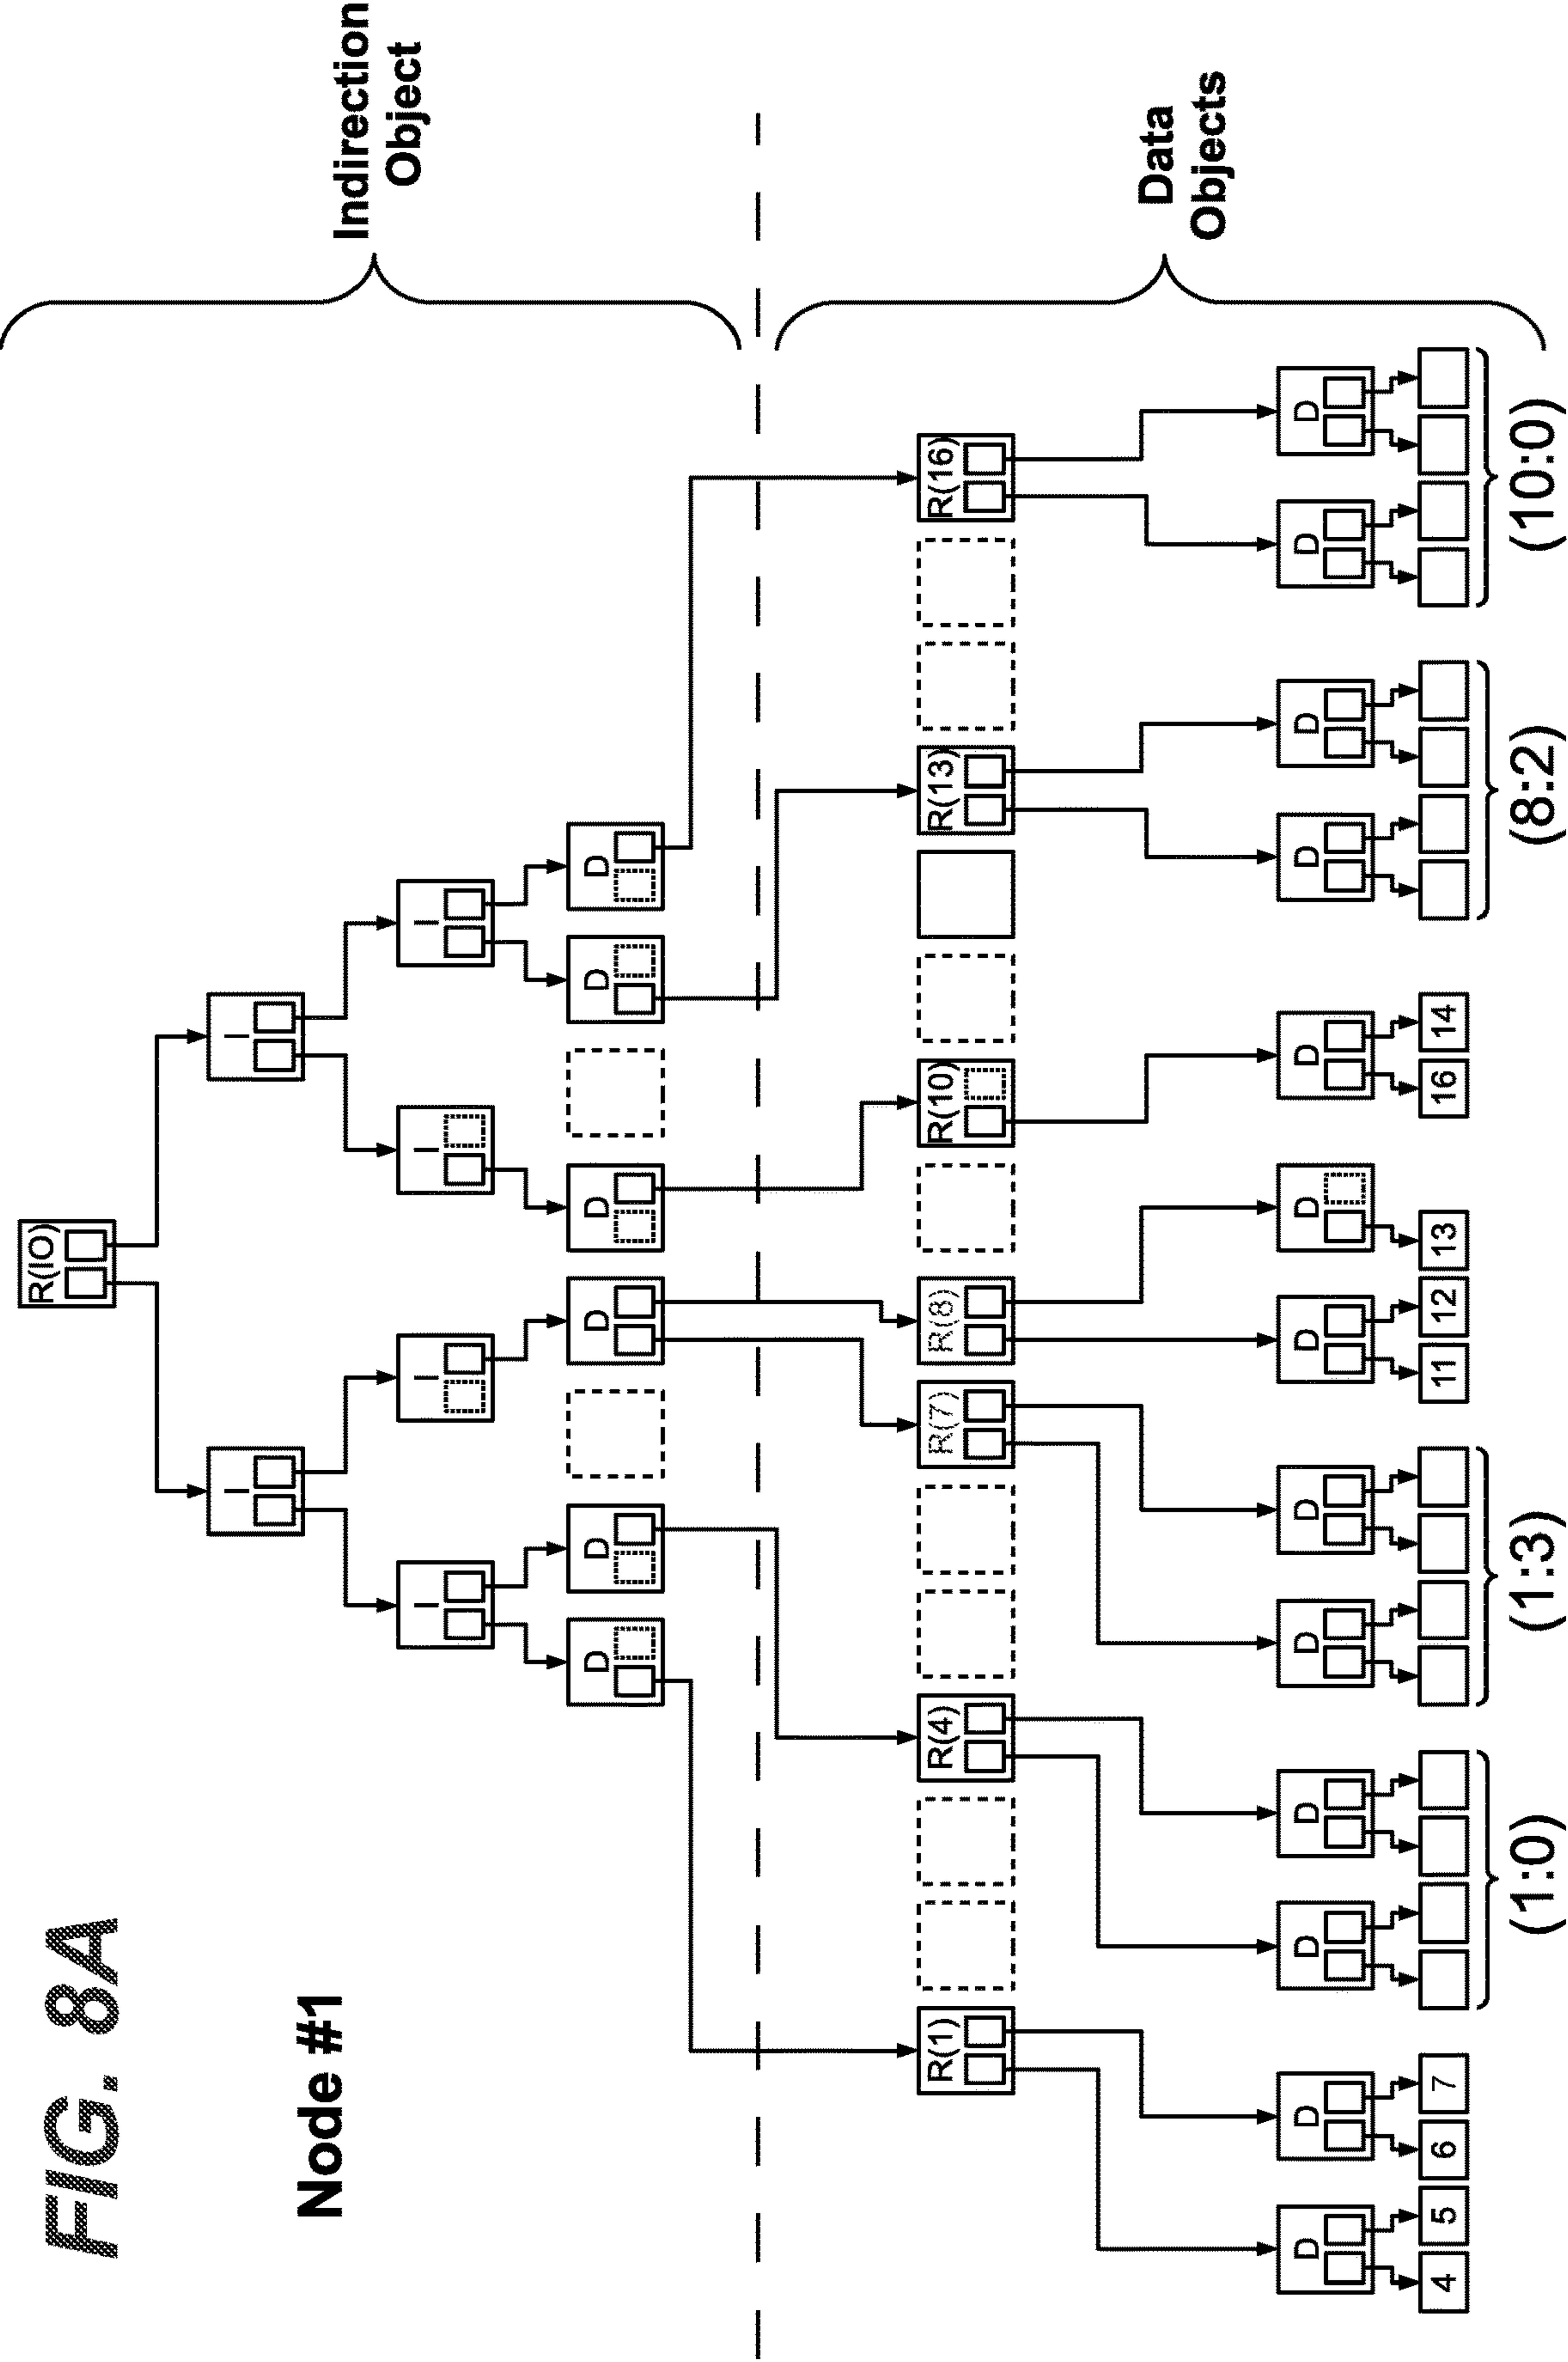 FIG. 8A
R(IO)
Node #1
I I
Indirection
Object
I I I I
D D D D D D
R(1) R(4) R(7) R(8) R(10) R(13) R(16)
Data
Objects
D D D D D D D D D D D D D
4 5 6 7 11 12 13 16 14
(1:0) (1:3) (8:2) (10:0)